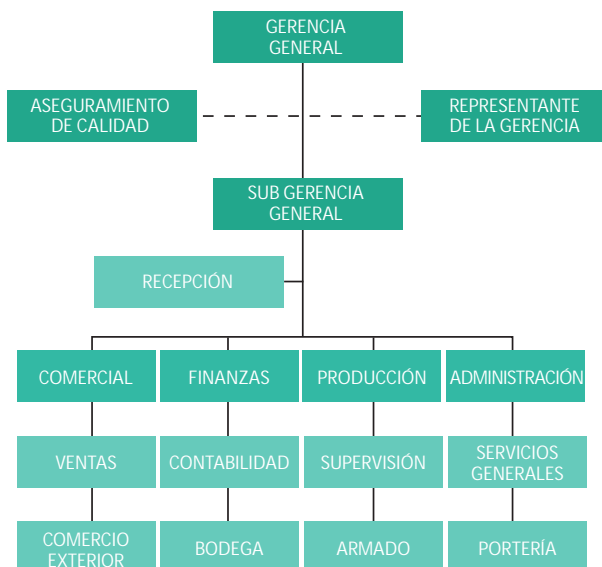 GERENCIA
GENERAL
ASEGURAMIENTO
DE CALIDAD
REPRESENTANTE
DE LA GERENCIA
SUB GERENCIA
GENERAL
RECEPCIÓN
COMERCIAL
FINANZAS
PRODUCCIÓN
ADMINISTRACIÓN
VENTAS
CONTABILIDAD
SUPERVISIÓN
SERVICIOS
GENERALES
COMERCIO
EXTERIOR
BODEGA
ARMADO
PORTERÍA